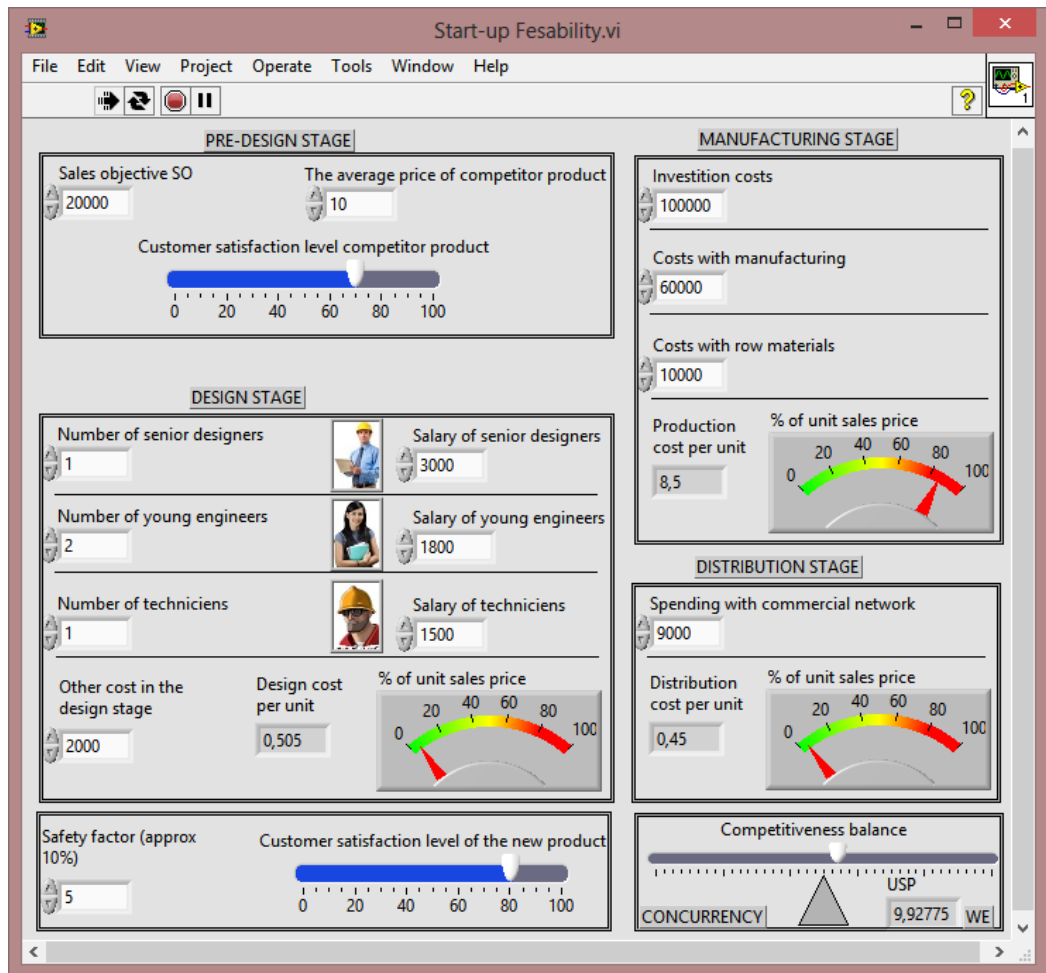 Start-up Fesability.vi
File Edit View Project Operate Tools Window Help
1
PRE-DESIGN STAGE
Sales objective SO
20000
The average price of competitor product
10
Customer satisfaction level competitor product
0 20 40 60 80 100
DESIGN STAGE
Number of senior designers
1
Salary of senior designers
3000
Number of young engineers
2
Salary of young engineers
1800
Number of techniciens
1
Salary of techniciens
1500
Other cost in the
design stage
2000
Design cost
per unit
0,505
% of unit sales price
0 20 40 60 80 100
Safety factor (approx
10%)
5
Customer satisfaction level of the new product
0 20 40 60 80 100
MANUFACTURING STAGE
Investition costs
100000
Costs with manufacturing
60000
Costs with row materials
10000
Production
cost per unit
8,5
% of unit sales price
0 20 40 60 80 100
DISTRIBUTION STAGE
Spending with commercial network
9000
Distribution
cost per unit
0,45
% of unit sales price
0 20 40 60 80 100
Competitiveness balance
USP
CONCURRENCY 9,92775 WE